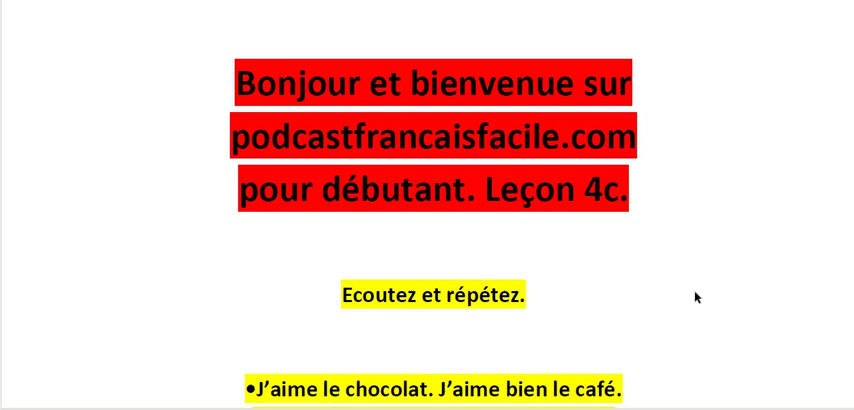 Bonjour et bienvenue sur
podcastfrancaisfacile.com
pour débutant. Leçon 4c.
Ecoutez et répétez.
•J’aime le chocolat. J’aime bien le café.